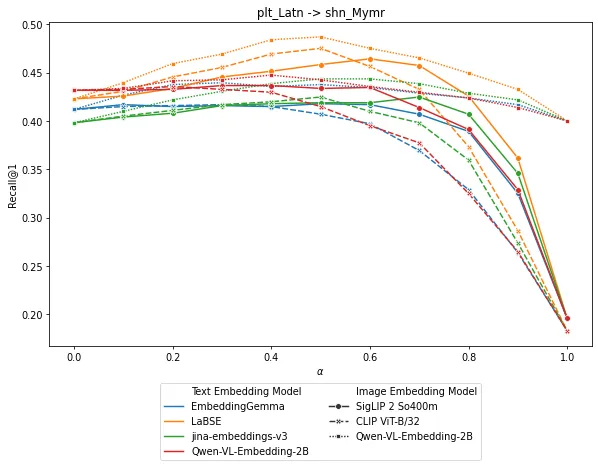 plt_Latn -> shn_Mymr
0.50
0.45
0.40
0.35
0.30
0.25
0.20
Recall@1
0.0 0.2 0.4 0.6 0.8 1.0
α
Text Embedding Model Image Embedding Model
EmbeddingGemma SigLIP 2 So400m
LaBSE CLIP ViT-B/32
jina-embeddings-v3 Qwen-VL-Embedding-2B
Qwen-VL-Embedding-2B